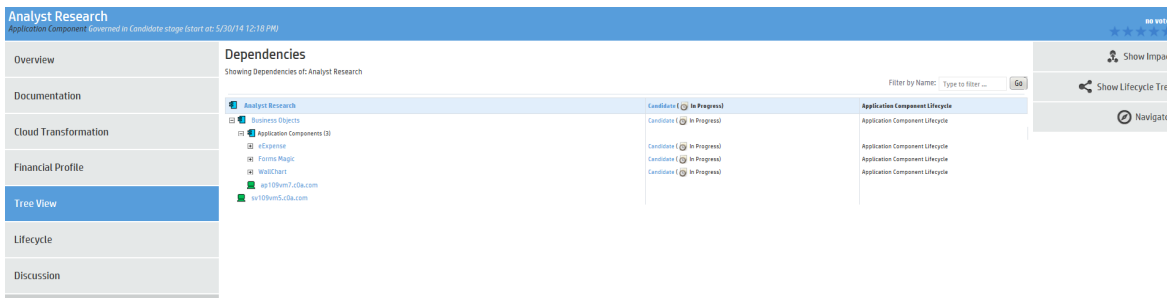 Analyst Research
Application Component Governed in Candidate stage (start at: 5/30/14 12:18 PM)
no vot
Overview
Documentation
Cloud Transformation
Financial Profile
Tree View
Lifecycle
Discussion
Dependencies
Showing Dependencies of: Analyst Research
Filter by Name: Type to filter ... Go
Analyst Research Candidate ( In Progress) Application Component Lifecycle
Business Objects Candidate ( In Progress) Application Component Lifecycle
Application Components (3)
eExpense Candidate ( In Progress) Application Component Lifecycle
Forms Magic Candidate ( In Progress) Application Component Lifecycle
WallChart Candidate ( In Progress) Application Component Lifecycle
ap109vm7.c0a.com
sv109vm5.c0a.com
Show Impa
Show Lifecycle Tre
Navigat